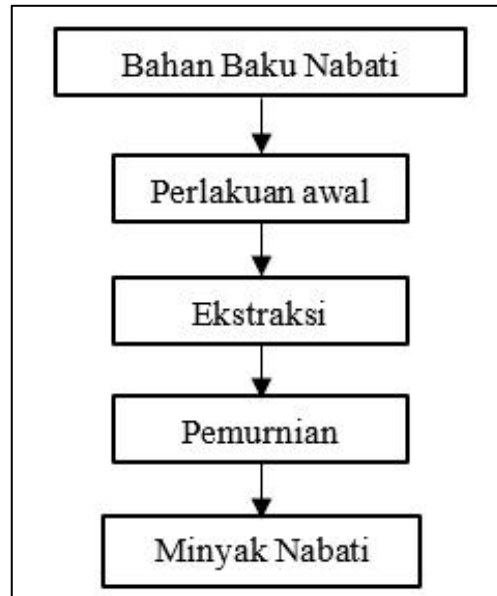 Bahan Baku Nabati
Perlakuan awal
Ekstraksi
Pemurnian
Minyak Nabati